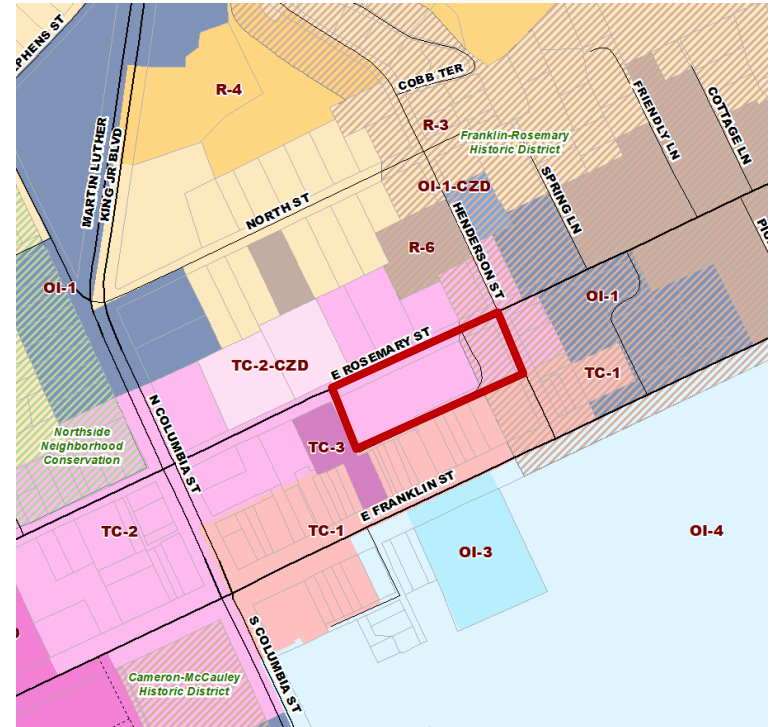 PHENS ST
R-4
COBB TER
FRIENDLY LN
COTTAGE LN
MARTIN LUTHER
KING JR BLVD
R-3
Franklin-Rosemary
Historic District
OI-1-CZD
SPRING LN
NORTH ST
HENDERSON ST
R-6
PIC
OI-1
OI-1
E ROSEMARY ST
TC-2-CZD
TC-1
N COLUMBIA ST
Northside
Neighborhood
Conservation
TC-3
E FRANKLIN ST
TC-2
TC-1
OI-3
OI-4
S COLUMBIA ST
Cameron-McCauley
Historic District